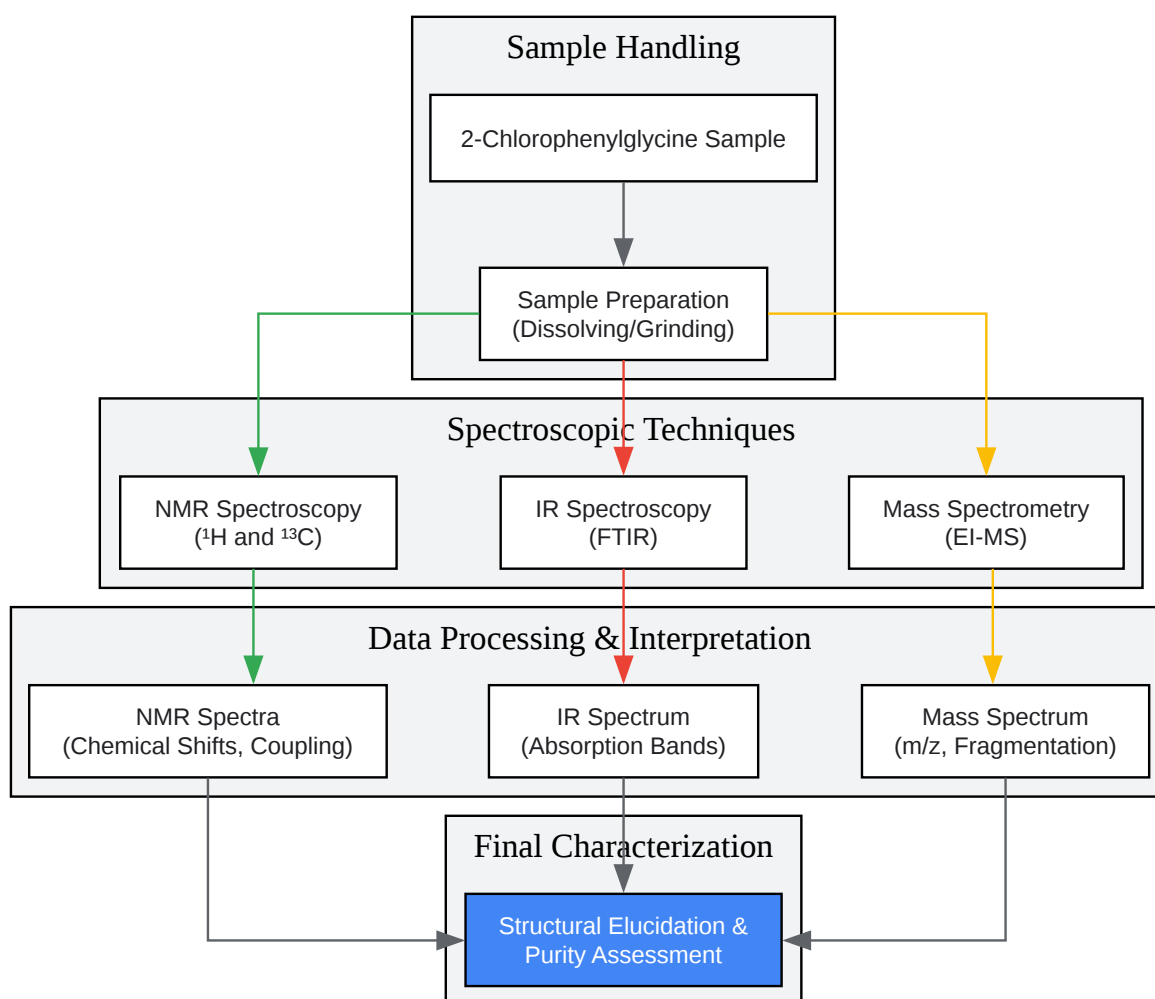 Sample Handling
2-Chlorophenylglycine Sample
Sample Preparation
(Dissolving/Grinding)
Spectroscopic Techniques
NMR Spectroscopy
(¹H and ¹³C)
IR Spectroscopy
(FTIR)
Mass Spectrometry
(EI-MS)
Data Processing & Interpretation
NMR Spectra
(Chemical Shifts, Coupling)
IR Spectrum
(Absorption Bands)
Mass Spectrum
(m/z, Fragmentation)
Final Characterization
Structural Elucidation &
Purity Assessment